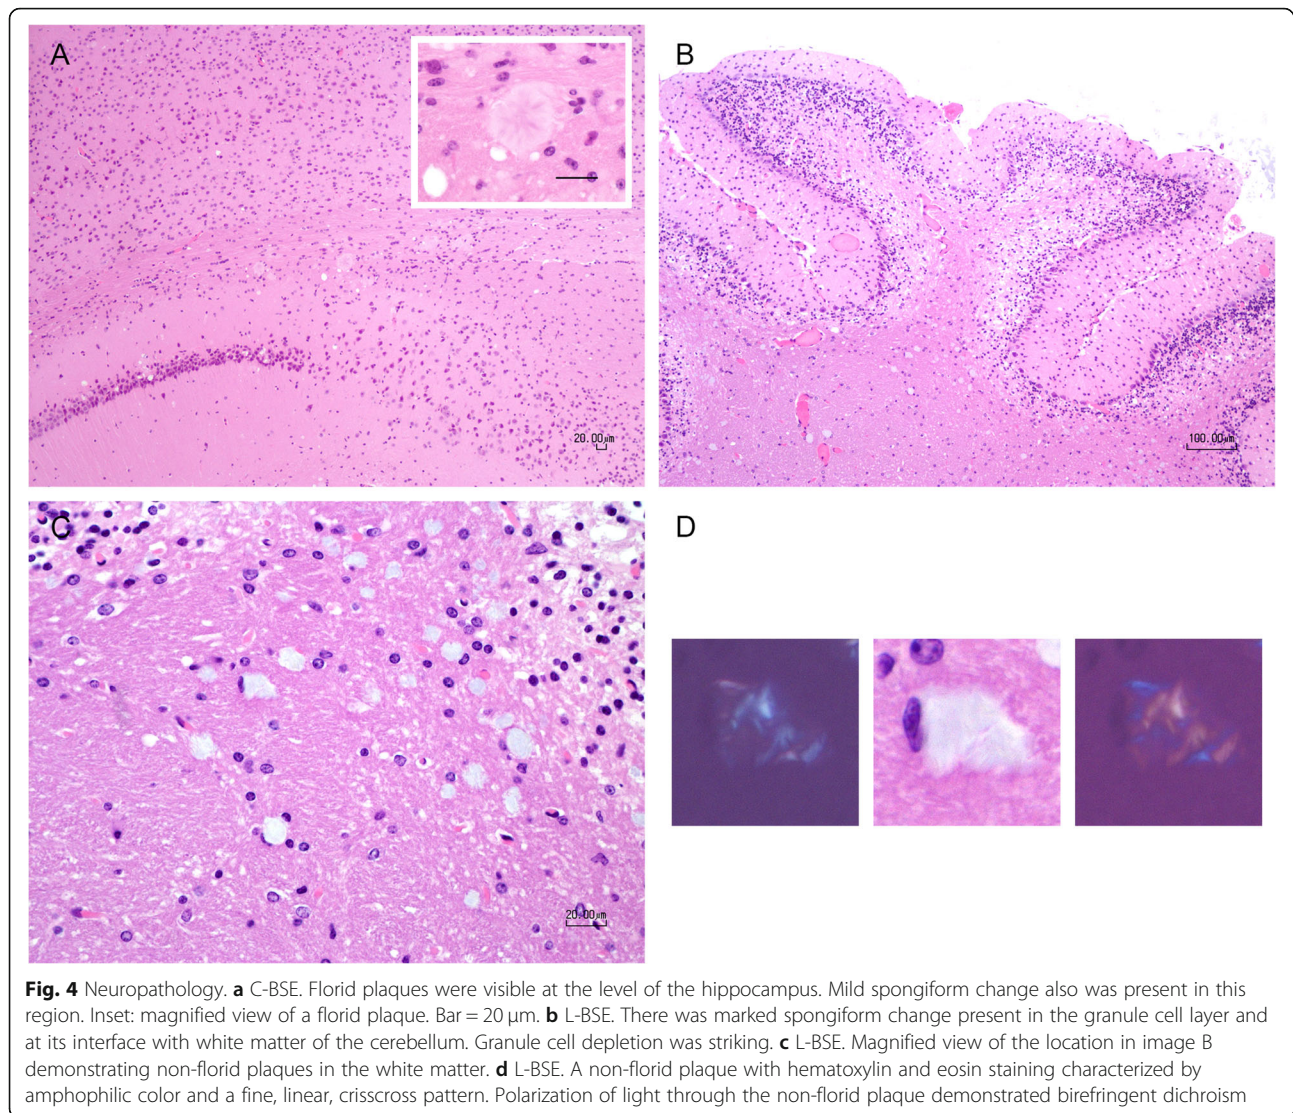 A
B
20.00µm
100.00µm
C
D
20.00µm
Fig. 4 Neuropathology. a C-BSE. Florid plaques were visible at the level of the hippocampus. Mild spongiform change also was present in this
region. Inset: magnified view of a florid plaque. Bar = 20 µm. b L-BSE. There was marked spongiform change present in the granule cell layer and
at its interface with white matter of the cerebellum. Granule cell depletion was striking. c L-BSE. Magnified view of the location in image B
demonstrating non-florid plaques in the white matter. d L-BSE. A non-florid plaque with hematoxylin and eosin staining characterized by
amphophilic color and a fine, linear, crisscross pattern. Polarization of light through the non-florid plaque demonstrated birefringent dichroism